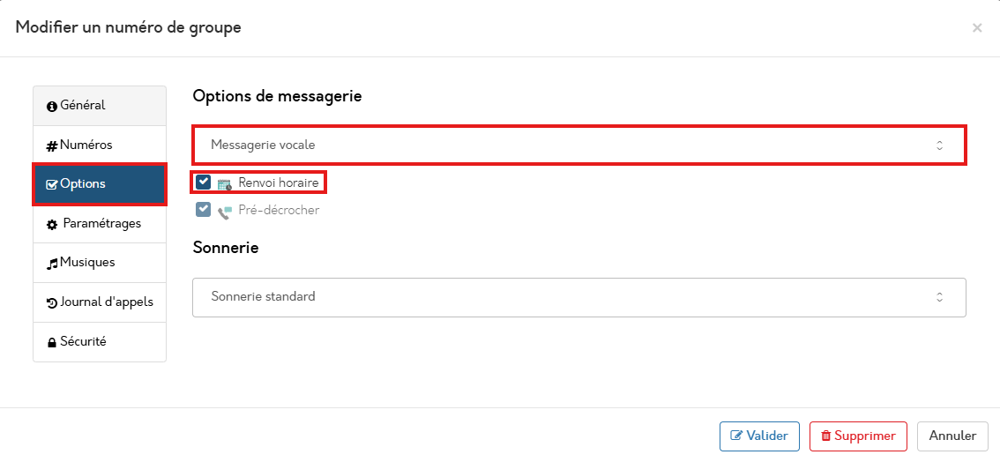 Modifier un numéro de groupe
×
Général
Numéros
Options
Paramétrages
Musiques
Journal d'appels
Sécurité
Options de messagerie
Messagerie vocale
Renvoi horaire
Pré-décrocher
Sonnerie
Sonnerie standard
Valider
Supprimer
Annuler